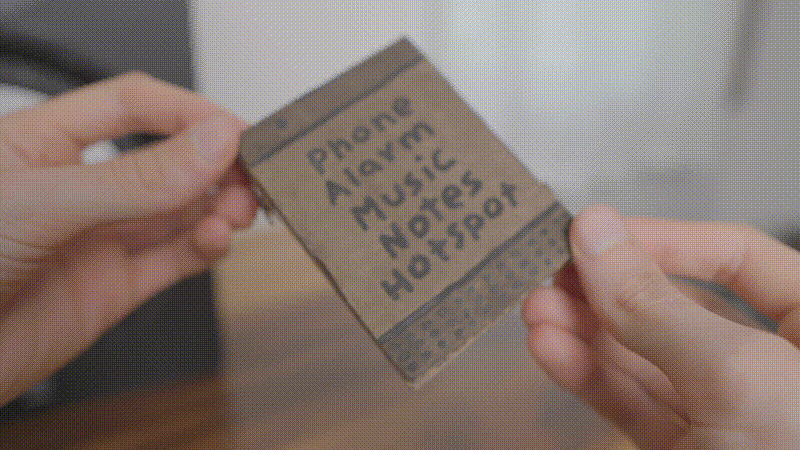 Phone
Alarm
Music
Notes
Hotspot